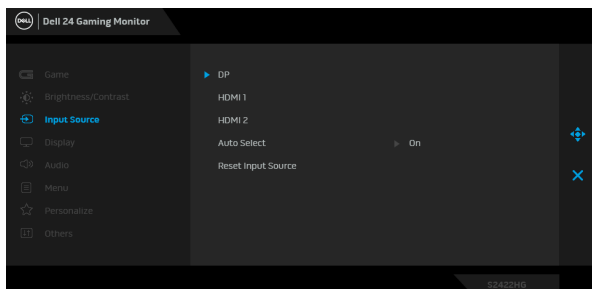 DELL Dell 24 Gaming Monitor
Game
Brightness/Contrast
Input Source
Display
Audio
Menu
Personalize
Others
DP
HDMI 1
HDMI 2
Auto Select On
Reset Input Source
S2422HG